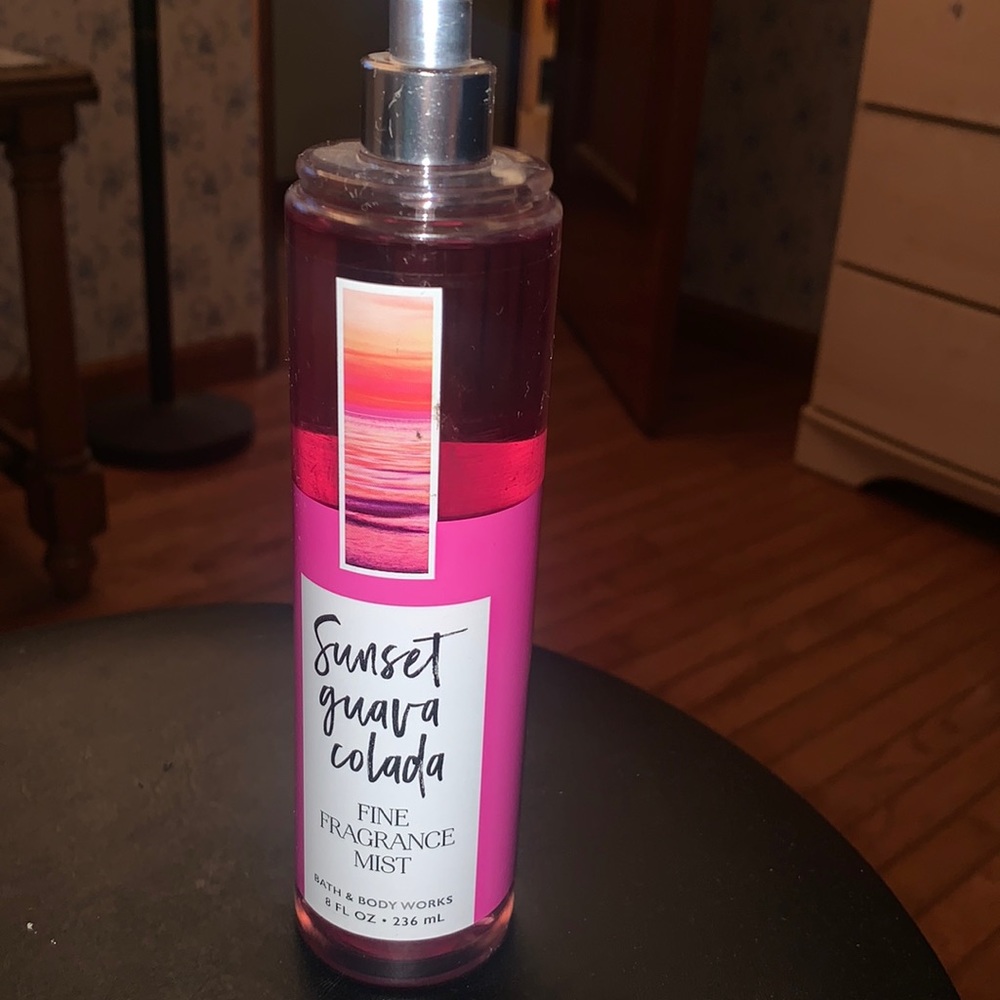 Sunset
guava
colada
FINE
FRAGRANCE
MIST
BATH & BODY WORKS
8 FL OZ • 236 mL